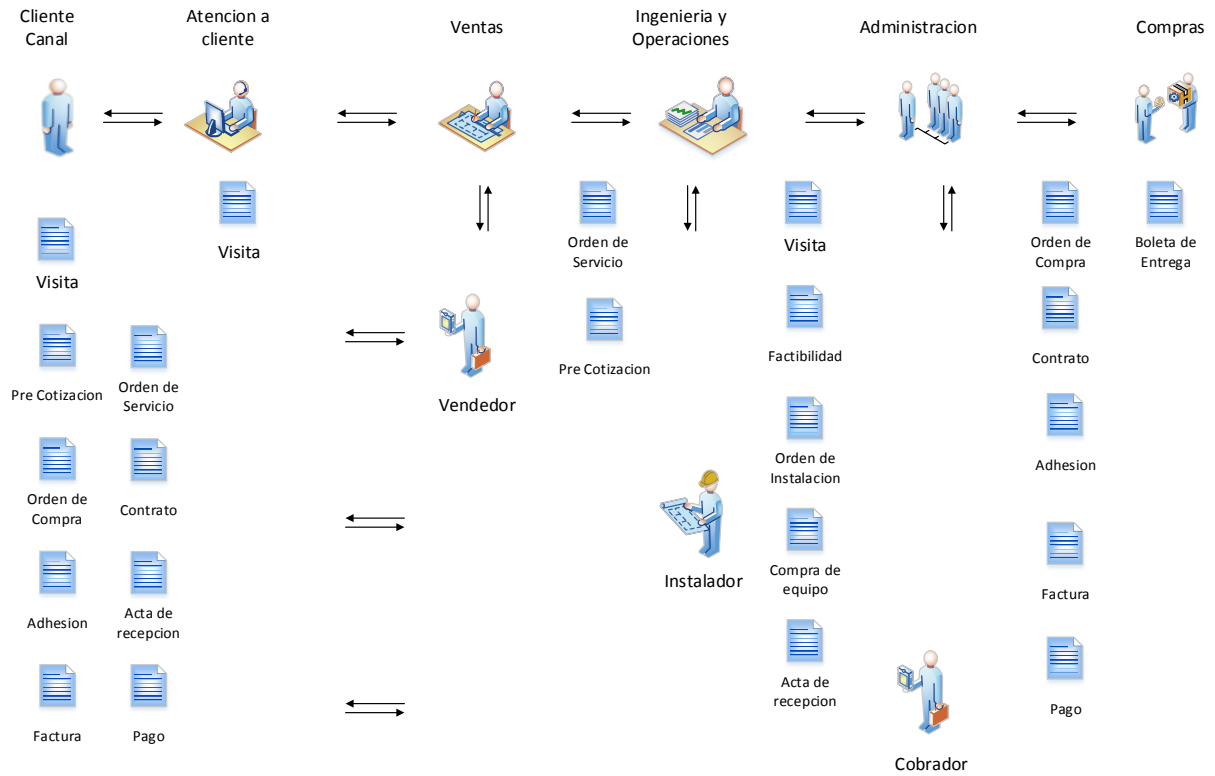 Cliente
Canal
Atencion a
cliente
Ventas
Ingenieria y
Operaciones
Administracion
Compras
Visita
Visita
Orden de
Servicio
Visita
Orden de
Compra
Boleta de
Entrega
Pre Cotizacion
Orden de
Servicio
Vendedor
Pre Cotizacion
Factibilidad
Contrato
Orden de
Compra
Contrato
Orden de
Instalacion
Adhesion
Adhesion
Acta de
recepcion
Instalador
Compra de
equipo
Factura
Factura
Pago
Acta de
recepcion
Cobrador
Pago